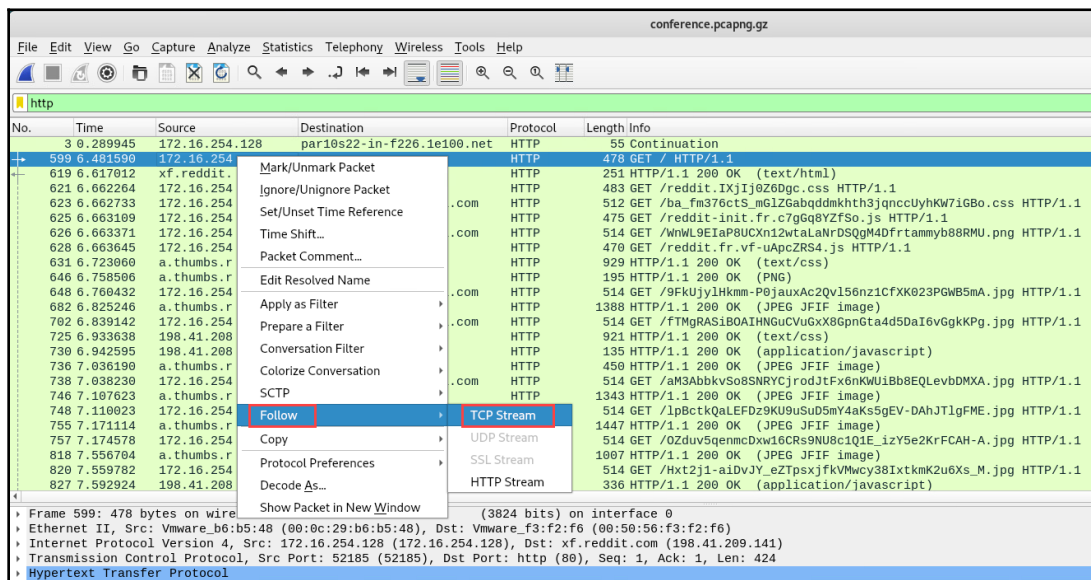 conference.pcapng.gz
File Edit View Go Capture Analyze Statistics Telephony Wireless Tools Help
http
No. Time Source Destination Protocol Length Info
3 0.289945 172.16.254.128 par10s22-in-f226.1e100.net HTTP 55 Continuation
599 6.481590 172.16.254 HTTP 478 GET / HTTP/1.1
619 6.617012 xf.reddit. HTTP 251 HTTP/1.1 200 OK (text/html)
621 6.662264 172.16.254 HTTP 483 GET /reddit.IXjIj0Z6Dgc.css HTTP/1.1
623 6.662733 172.16.254 .com HTTP 512 GET /ba_fm376ctS_mGlZGabqddmkhth3jqnccUyhKW7iGBo.css HTTP/1.1
625 6.663109 172.16.254 HTTP 475 GET /reddit-init.fr.c7gGq8YZfSo.js HTTP/1.1
626 6.663371 172.16.254 .com HTTP 514 GET /WnWL9EIaP8UCXn12wtaLaNrDSQgM4Dfrtammyb88RMU.png HTTP/1.1
628 6.663645 172.16.254 HTTP 470 GET /reddit.fr.vf-uApcZRS4.js HTTP/1.1
631 6.723060 a.thumbs.r HTTP 929 HTTP/1.1 200 OK (text/css)
646 6.758506 a.thumbs.r HTTP 195 HTTP/1.1 200 OK (PNG)
648 6.760432 172.16.254 .com HTTP 514 GET /9FkUjylHkmm-P0jauxAc2Qvl56nz1CfXK023PGWB5mA.jpg HTTP/1.1
682 6.825246 a.thumbs.r HTTP 1388 HTTP/1.1 200 OK (JPEG JFIF image)
702 6.839142 172.16.254 .com HTTP 514 GET /fTMgRASiBOAIHNGuCVuGxX8GpnGta4d5DaI6vGgkKPg.jpg HTTP/1.1
725 6.933638 198.41.208 HTTP 921 HTTP/1.1 200 OK (text/css)
730 6.942595 198.41.208 HTTP 135 HTTP/1.1 200 OK (application/javascript)
736 7.036190 a.thumbs.r HTTP 450 HTTP/1.1 200 OK (JPEG JFIF image)
738 7.038230 172.16.254 .com HTTP 514 GET /aM3AbbkvSo8SNRYCjrodJtFx6nKWUiBb8EQLevbDMXA.jpg HTTP/1.1
746 7.107623 a.thumbs.r HTTP 1343 HTTP/1.1 200 OK (JPEG JFIF image)
748 7.110023 172.16.254 HTTP 514 GET /lpBctkQaLEFDz9KU9uSuD5mY4aKs5gEV-DAhJTlgFME.jpg HTTP/1.1
755 7.171114 a.thumbs.r HTTP 1447 HTTP/1.1 200 OK (JPEG JFIF image)
757 7.174578 172.16.254 HTTP 514 GET /OZduv5qenmcDxw16CRs9NU8c1Q1E_izY5e2KrFCAH-A.jpg HTTP/1.1
818 7.556704 a.thumbs.r HTTP 1007 HTTP/1.1 200 OK (JPEG JFIF image)
820 7.559782 172.16.254 HTTP 514 GET /Hxt2j1-aiDvJY_eZTpsxjfkVMwcy38IxtkmK2u6Xs_M.jpg HTTP/1.1
827 7.592924 198.41.208 HTTP 336 HTTP/1.1 200 OK (application/javascript)
Mark/Unmark Packet
Ignore/Unignore Packet
Set/Unset Time Reference
Time Shift...
Packet Comment...
Edit Resolved Name
Apply as Filter
Prepare a Filter
Conversation Filter
Colorize Conversation
SCTP
Follow
Copy
Protocol Preferences
Decode As...
Show Packet in New Window
TCP Stream
UDP Stream
SSL Stream
HTTP Stream
Frame 599: 478 bytes on wire (3824 bits) on interface 0
Ethernet II, Src: Vmware_b6:b5:48 (00:0c:29:b6:b5:48), Dst: Vmware_f3:f2:f6 (00:50:56:f3:f2:f6)
Internet Protocol Version 4, Src: 172.16.254.128 (172.16.254.128), Dst: xf.reddit.com (198.41.209.141)
Transmission Control Protocol, Src Port: 52185 (52185), Dst Port: http (80), Seq: 1, Ack: 1, Len: 424
Hypertext Transfer Protocol